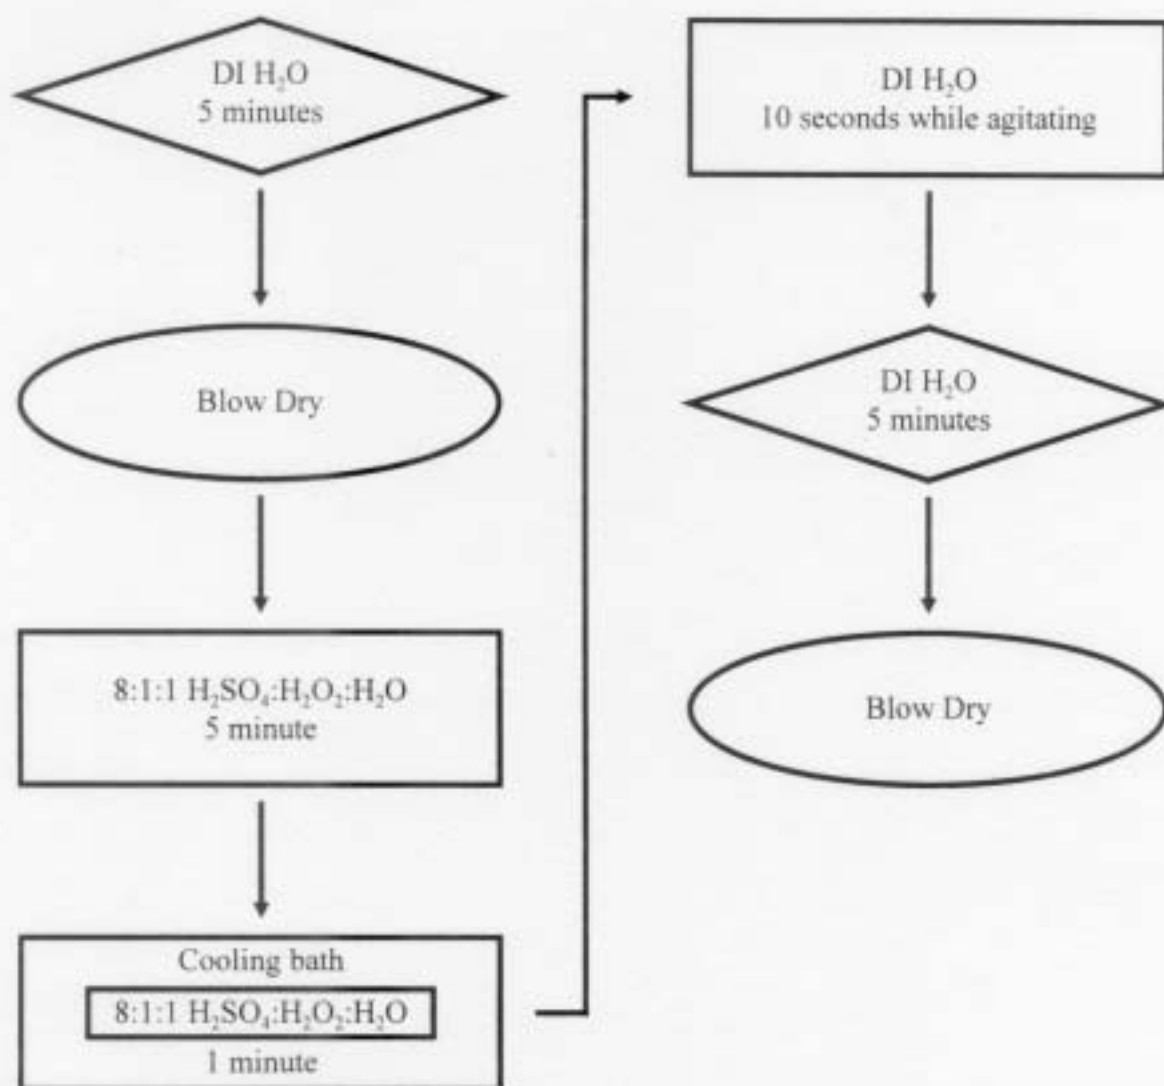 DI H₂O
5 minutes
Blow Dry
8:1:1 H₂SO₄:H₂O₂:H₂O
5 minute
Cooling bath
8:1:1 H₂SO₄:H₂O₂:H₂O
1 minute
DI H₂O
10 seconds while agitating
DI H₂O
5 minutes
Blow Dry